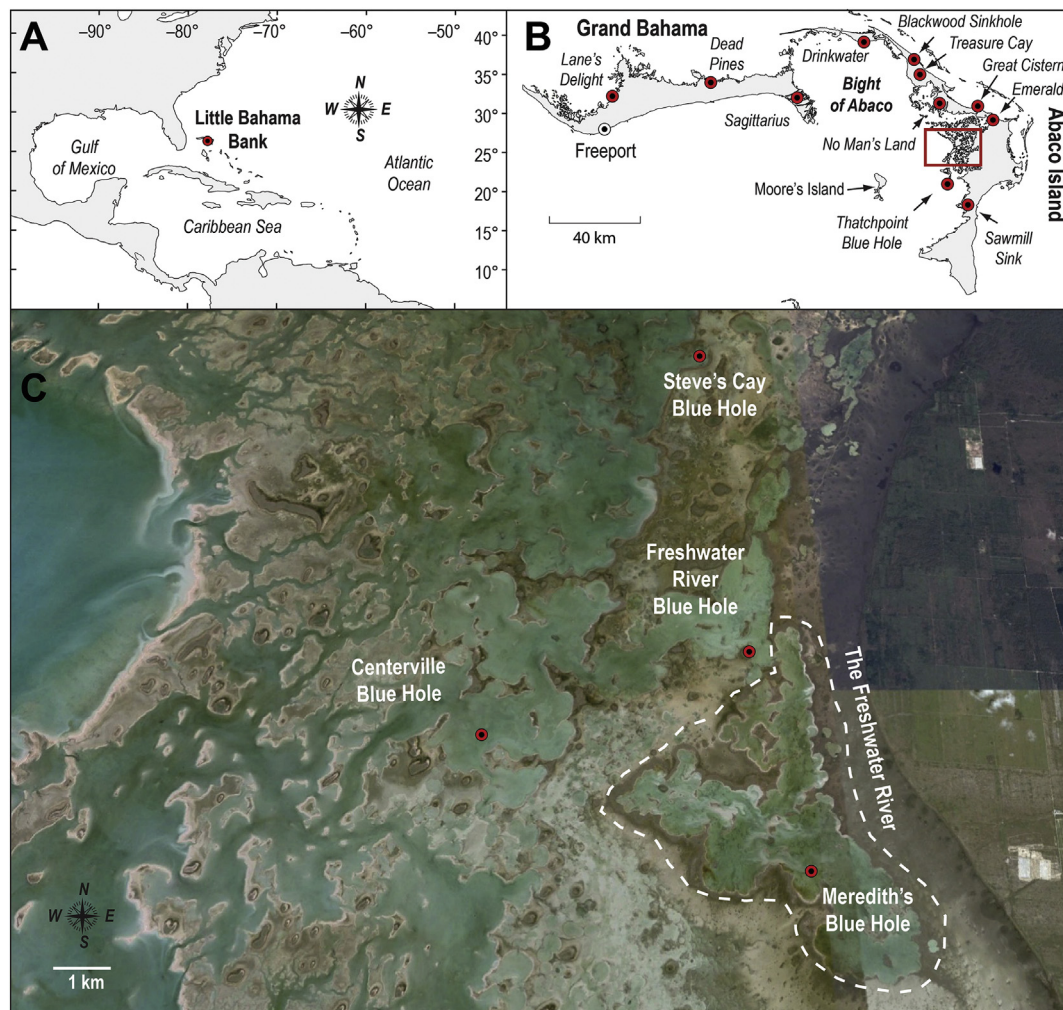 A
−90°
−80°
−70°
−60°
−50°
40°
35°
30°
25°
20°
15°
10°
N
W E
S
Little Bahama
Bank
Gulf
of Mexico
Atlantic
Ocean
Caribbean Sea
B
Grand Bahama
Lane's
Delight
Dead
Pines
Freeport
Sagittarius
Drinkwater
Bight
of Abaco
Blackwood Sinkhole
Treasure Cay
Great Cistern
Emerald
No Man's Land
Abaco Island
Moore's Island
Thatchpoint
Blue Hole
Sawmill
Sink
40 km
C
Steve's Cay
Blue Hole
Freshwater
River
Blue Hole
Centerville
Blue Hole
The Freshwater River
Meredith's
Blue Hole
N
W E
S
1 km